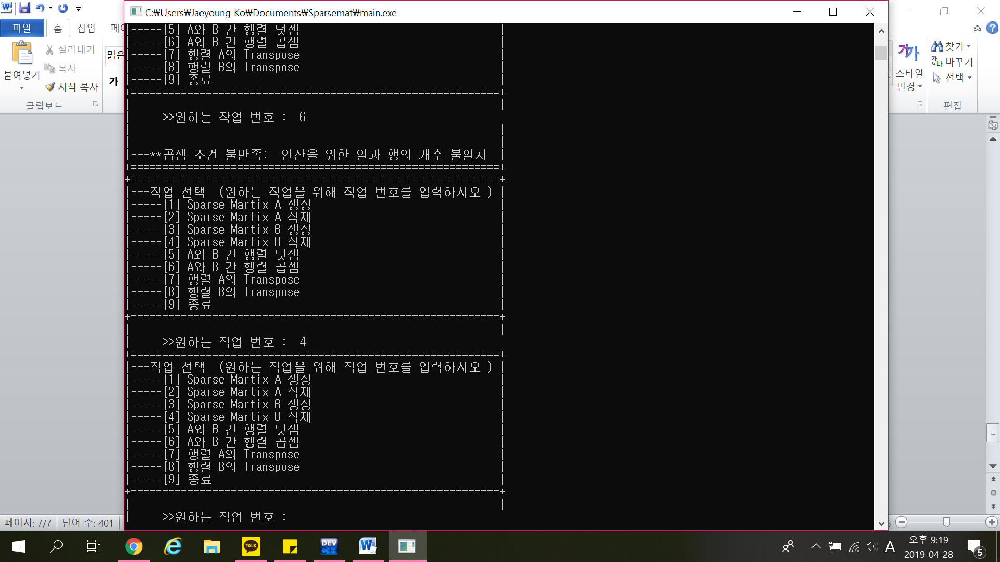 C:\Users\Jaeyoung Ko\Documents\Sparsemat\main.exe
파일 홈 삽입
잘라내기
복사
서식 복사
붙여넣기
클립보드
맑은
가
찾기
바꾸기
선택
스타일
변경
편집
|-----[5] A와 B 간 행렬 덧셈 |
|-----[6] A와 B 간 행렬 곱셈 |
|-----[7] 행렬 A의 Transpose |
|-----[8] 행렬 B의 Transpose |
|-----[9] 종료 |
+===========================================================+
| |
| >>원하는 작업 번호 : 6
| |
| |
|---**곱셈 조건 불만족: 연산을 위한 열과 행의 개수 불일치 |
+===========================================================+
+===========================================================+
|---작업 선택 (원하는 작업을 위해 작업 번호를 입력하시오 ) |
|-----[1] Sparse Martix A 생성 |
|-----[2] Sparse Martix A 삭제 |
|-----[3] Sparse Martix B 생성 |
|-----[4] Sparse Martix B 삭제 |
|-----[5] A와 B 간 행렬 덧셈 |
|-----[6] A와 B 간 행렬 곱셈 |
|-----[7] 행렬 A의 Transpose |
|-----[8] 행렬 B의 Transpose |
|-----[9] 종료 |
+===========================================================+
| |
| >>원하는 작업 번호 : 4
+===========================================================+
|---작업 선택 (원하는 작업을 위해 작업 번호를 입력하시오 ) |
|-----[1] Sparse Martix A 생성 |
|-----[2] Sparse Martix A 삭제 |
|-----[3] Sparse Martix B 생성 |
|-----[4] Sparse Martix B 삭제 |
|-----[5] A와 B 간 행렬 덧셈 |
|-----[6] A와 B 간 행렬 곱셈 |
|-----[7] 행렬 A의 Transpose |
|-----[8] 행렬 B의 Transpose |
|-----[9] 종료 |
+===========================================================+
| |
| >>원하는 작업 번호 :
페이지: 7/7 단어 수: 401
TALK
DEV
C++
A
오후 9:19
2019-04-28
5